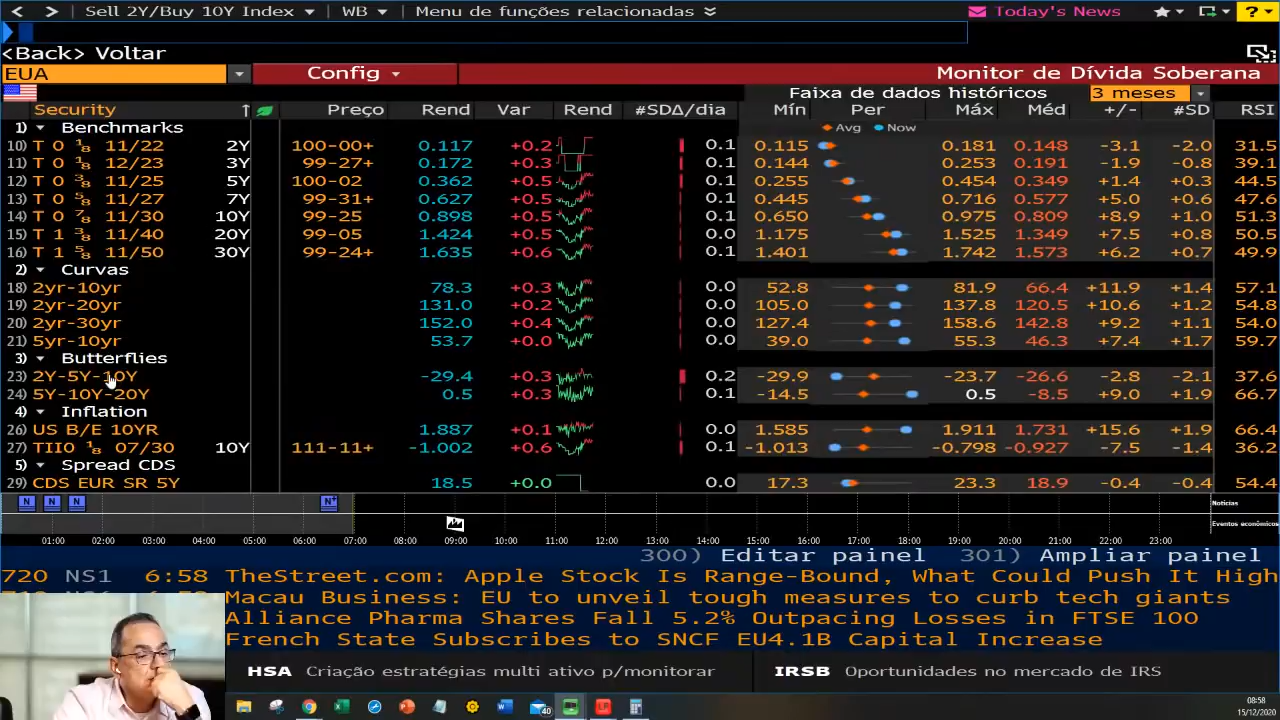 Sell 2Y/Buy 10Y Index WB Menu de funções relacionadas Today's News ?
<Back> Voltar
EUA Config Monitor de Dívida Soberana
Faixa de dados históricos 3 meses
Security Preço Rend Var Rend #SDΔ/dia Mín Per Máx Méd +/- #SD RSI
1) Benchmarks Avg Now
10) T 0 ⅛ 11/22 2Y 100-00+ 0.117 +0.2 0.1 0.115 0.181 0.148 -3.1 -2.0 31.5
11) T 0 ⅛ 12/23 3Y 99-27+ 0.172 +0.3 0.1 0.144 0.253 0.191 -1.9 -0.8 39.1
12) T 0 ⅜ 11/25 5Y 100-02 0.362 +0.5 0.1 0.255 0.454 0.349 +1.4 +0.3 44.5
13) T 0 ⅝ 11/27 7Y 99-31+ 0.627 +0.5 0.1 0.445 0.716 0.577 +5.0 +0.6 47.6
14) T 0 ⅞ 11/30 10Y 99-25 0.898 +0.5 0.1 0.650 0.975 0.809 +8.9 +1.0 51.3
15) T 1 ⅜ 11/40 20Y 99-05 1.424 +0.5 0.1 1.175 1.525 1.349 +7.5 +0.8 50.5
16) T 1 ⅝ 11/50 30Y 99-24+ 1.635 +0.6 0.1 1.401 1.742 1.573 +6.2 +0.7 49.9
2) Curvas
18) 2yr-10yr 78.3 +0.3 0.0 52.8 81.9 66.4 +11.9 +1.4 57.1
19) 2yr-20yr 131.0 +0.2 0.0 105.0 137.8 120.5 +10.6 +1.2 54.8
20) 2yr-30yr 152.0 +0.4 0.0 127.4 158.6 142.8 +9.2 +1.1 54.0
21) 5yr-10yr 53.7 +0.0 0.0 39.0 55.3 46.3 +7.4 +1.7 64.9
3) Butterflies
23) 2Y-5Y-10Y -29.4 +0.3 0.2 -29.9 -23.7 -26.6 -2.8 -2.1 37.6
24) 5Y-10Y-20Y 0.5 +0.3 0.1 -14.5 0.5 -8.5 +9.0 +1.9 66.7
4) Inflation
26) US B/E 10YR 1.887 +0.1 0.0 1.585 1.911 1.731 +15.6 +1.9 66.4
27) TII0 ⅛ 07/30 10Y 111-11+ -1.002 +0.6 0.1 -1.013 -0.798 -0.927 -7.5 -1.4 36.2
5) Spread CDS
29) CDS EUR SR 5Y 18.5 +0.0 0.0 17.3 23.3 18.9 -0.4 -0.4 54.4
N N N N+ Notícias
Eventos econômicos
01:00 02:00 03:00 04:00 05:00 06:00 07:00 08:00 09:00 10:00 11:00 12:00 13:00 14:00 15:00 16:00 17:00 18:00 19:00 20:00 21:00 22:00 23:00
300) Editar painel 301) Ampliar painel
720 NS1 6:58 TheStreet.com: Apple Stock Is Range-Bound, What Could Push It High
Macau Business: EU to unveil tough measures to curb tech giants
Alliance Pharma Shares Fall 5.2% Outpacing Losses in FTSE 100
French State Subscribes to SNCF EU4.1B Capital Increase
HSA Criação estratégias multi ativo p/monitorar IRSB Oportunidades no mercado de IRS
40
08:58
15/12/2020